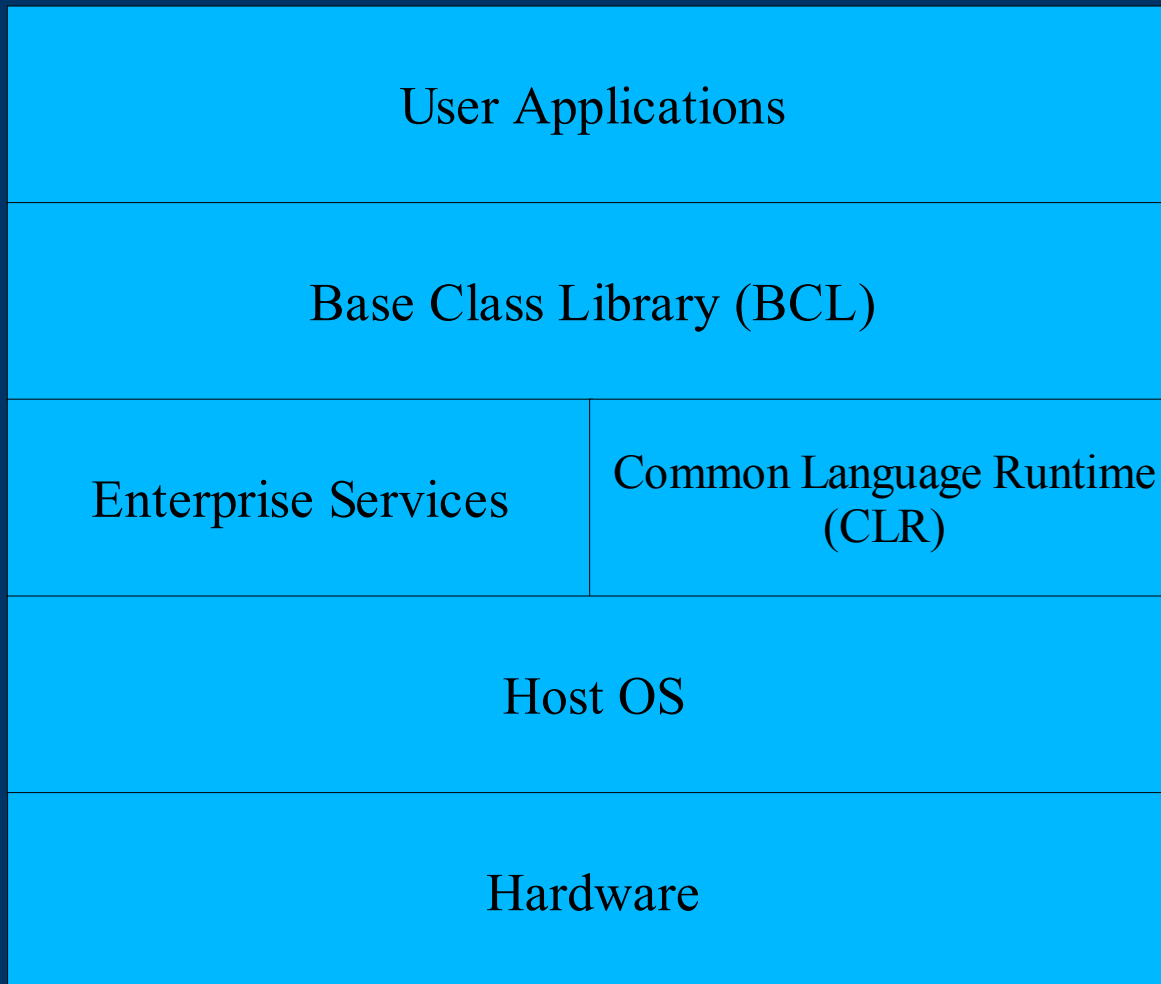 User Applications
Base Class Library (BCL)
Enterprise Services
Common Language Runtime
(CLR)
Host OS
Hardware